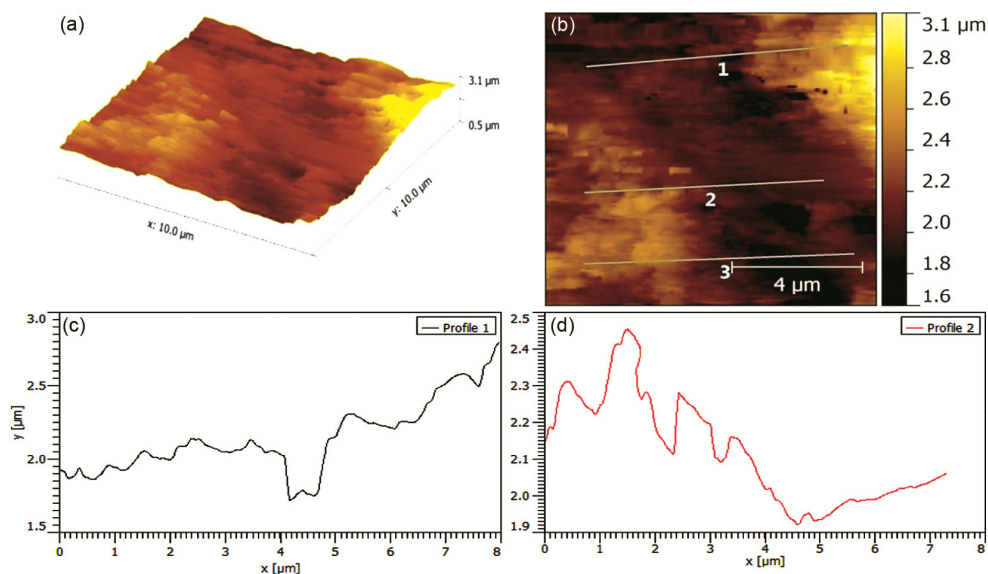 (a)
3.1 µm
0.5 µm
x: 10.0 µm
y: 10.0 µm
(b)
1
2
3
4 µm
3.1 µm
2.8
2.6
2.4
2.2
2.0
1.8
1.6
(c)
Profile 1
3.0
2.5
2.0
1.5
y [µm]
0 1 2 3 4 5 6 7 8
x [µm]
(d)
Profile 2
2.5
2.4
2.3
2.2
2.1
2.0
1.9
0 1 2 3 4 5 6 7 8
x [µm]